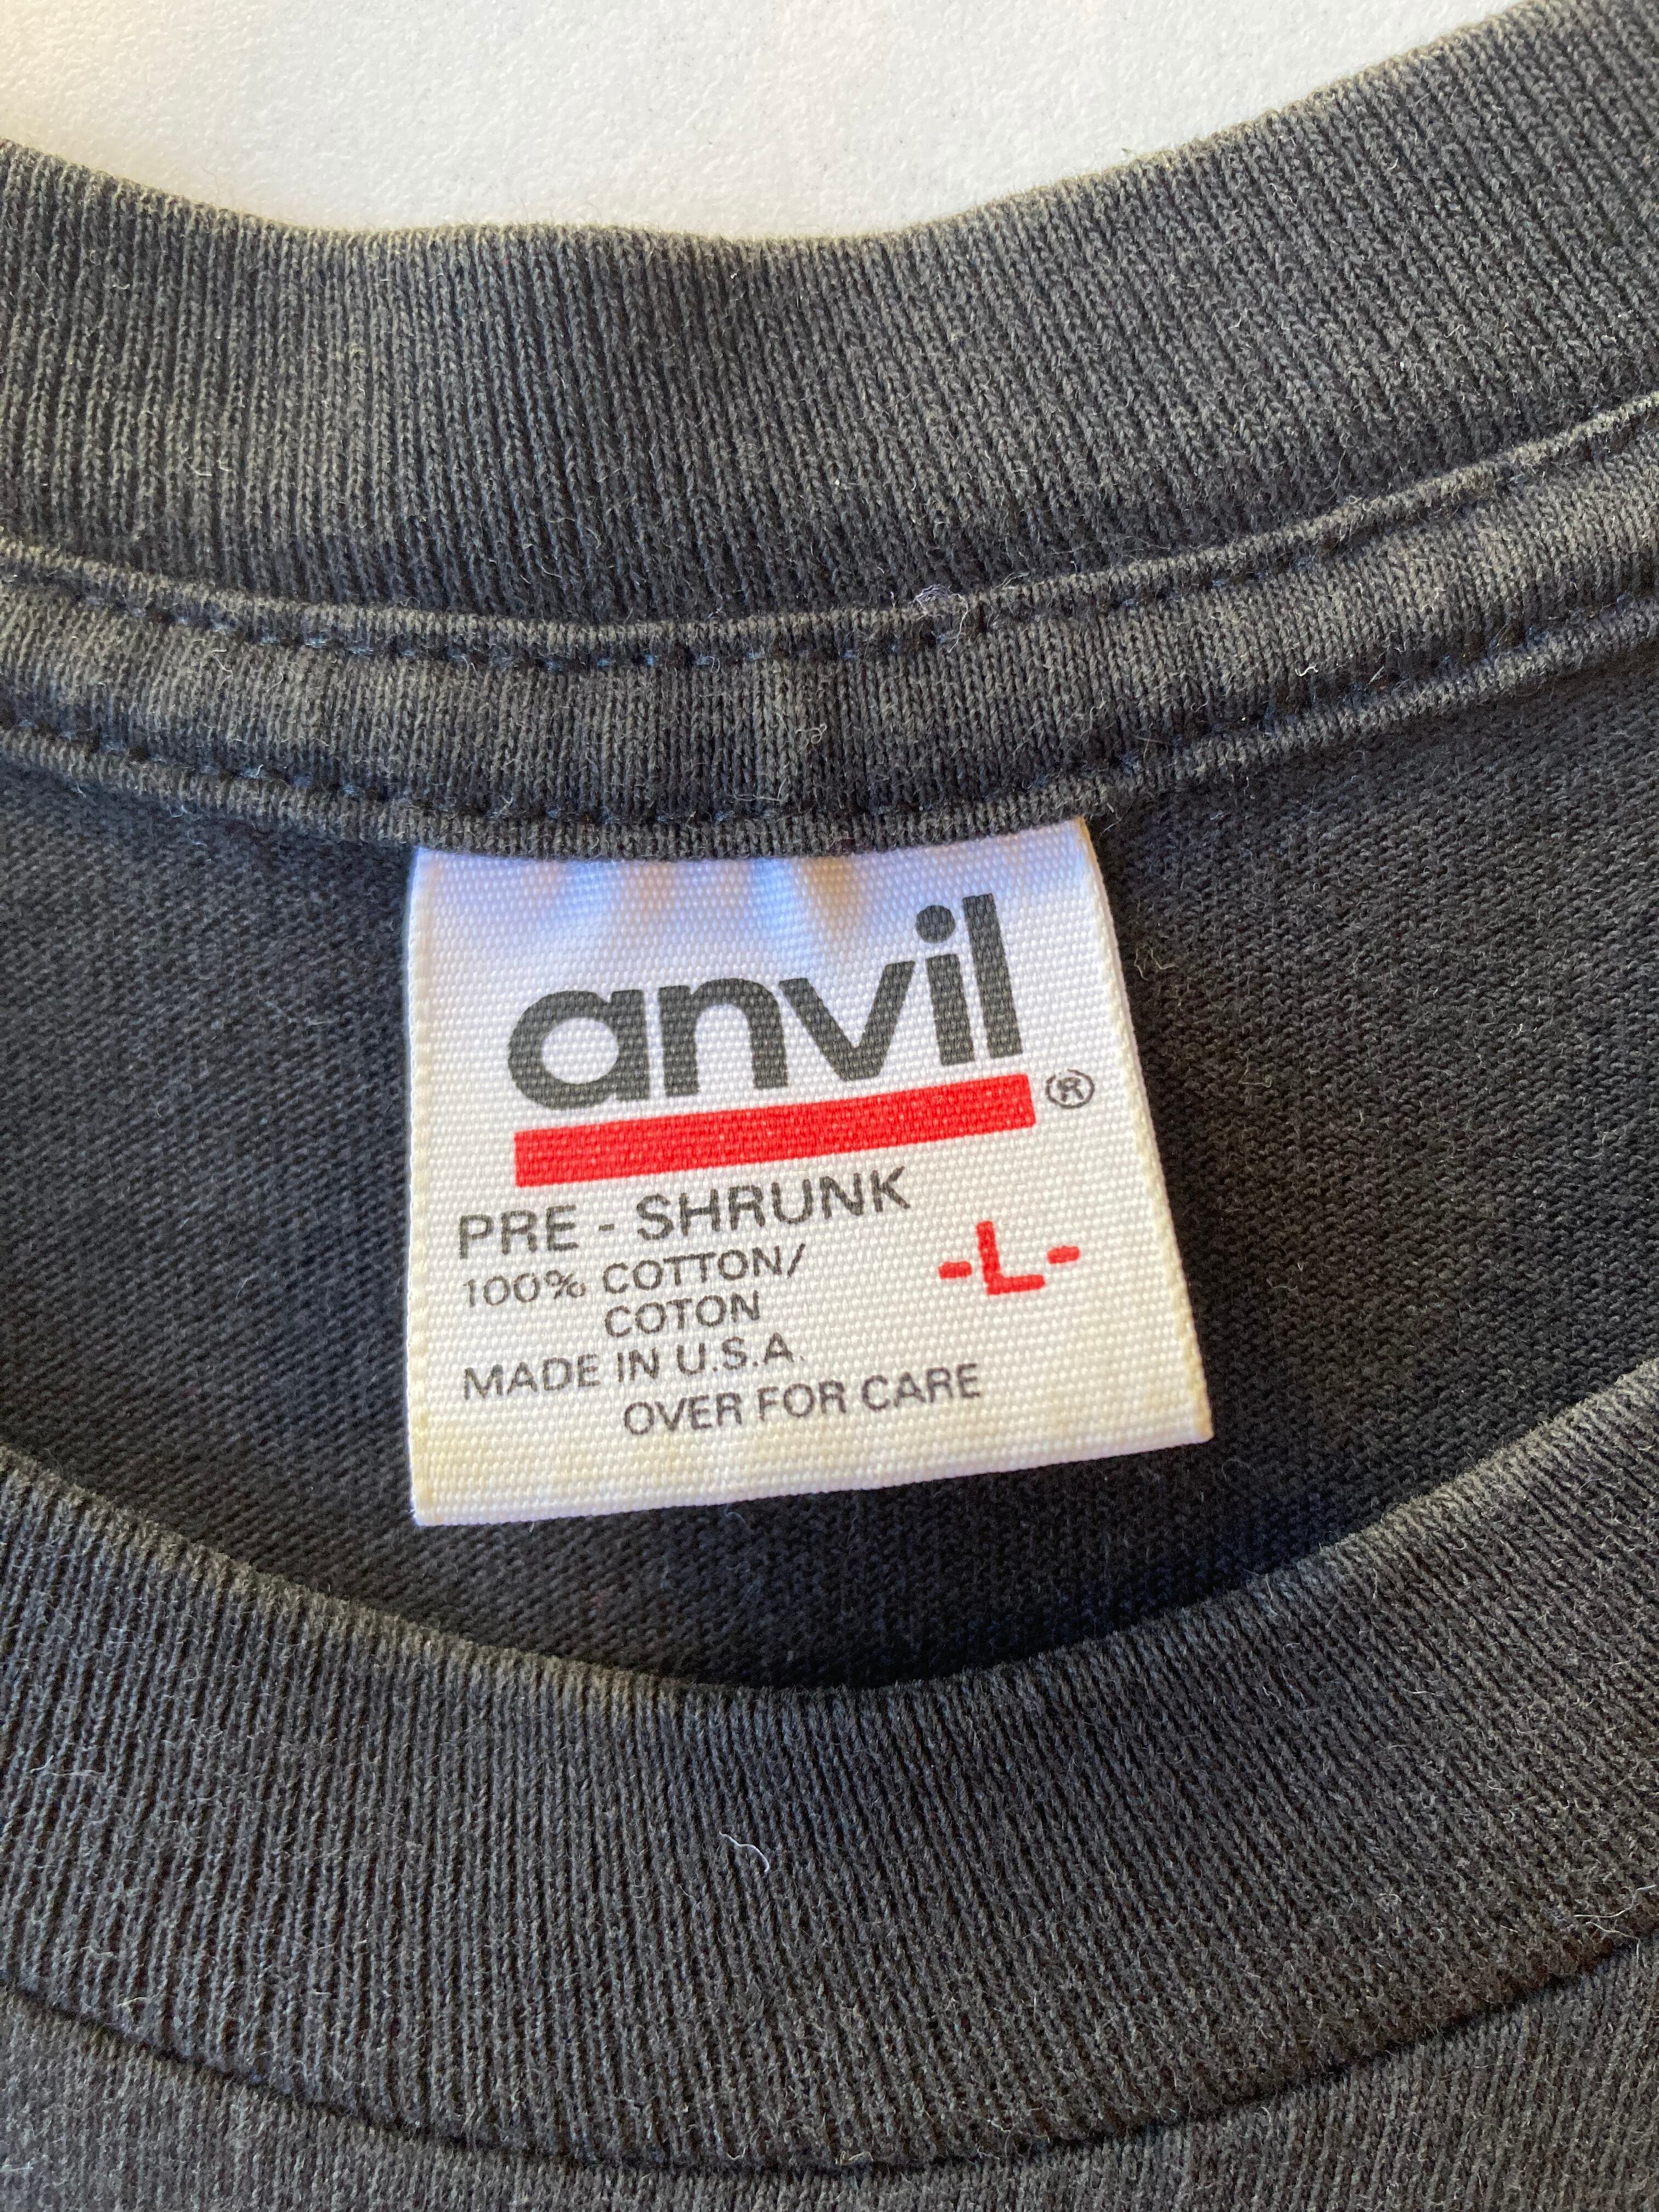 anvil®
PRE - SHRUNK
100% COTTON/
COTON
-L-
MADE IN U.S.A.
OVER FOR CARE